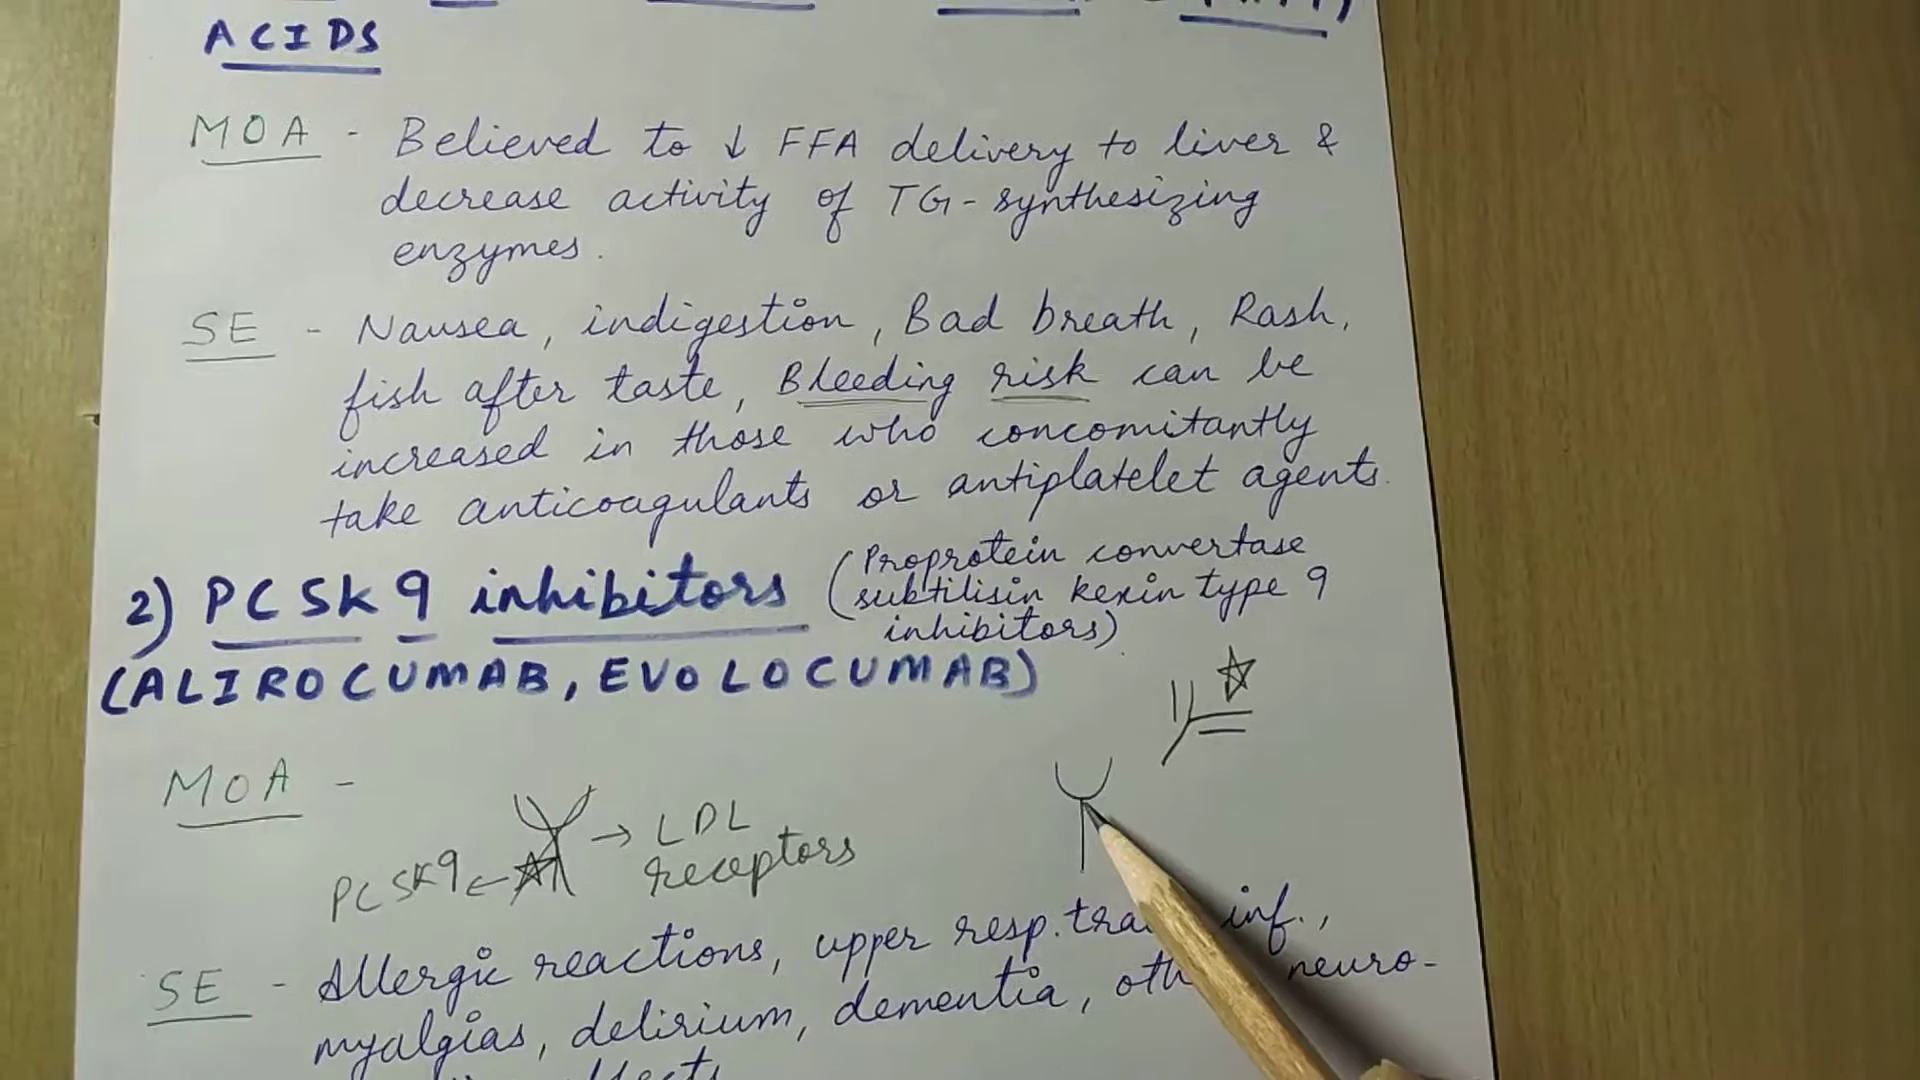 ACIDS
MOA - Believed to ↓ FFA delivery to liver &
decrease activity of TG-synthesizing
enzymes.
SE - Nausea, indigestion, Bad breath, Rash,
fish after taste, Bleeding risk can be
increased in those who concomitantly
take anticoagulants or antiplatelet agents.
2) PCSK9 inhibitors (Proprotein convertase
subtilisin kexin type 9
inhibitors)
(ALIROCUMAB, EVOLOCUMAB)
MOA -
→ LDL
receptors
PCSK9 ←
SE - Allergic reactions, upper resp. inf.,
myalgias, delirium, dementia, neuro-